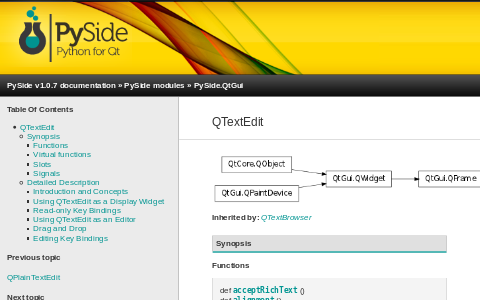 PySide
Python for Qt
PySide v1.0.7 documentation » PySide modules » PySide.QtGui
Table Of Contents
QTextEdit
Synopsis
Functions
Virtual functions
Slots
Signals
Detailed Description
Introduction and Concepts
Using QTextEdit as a Display Widget
Read-only Key Bindings
Using QTextEdit as an Editor
Drag and Drop
Editing Key Bindings
Previous topic
QPlainTextEdit
Next topic
QTextEdit
QtCore.QObject
QtGui.QPaintDevice
QtGui.QWidget
QtGui.QFrame
Inherited by: QTextBrowser
Synopsis
Functions
def acceptRichText ()
def alignment ()